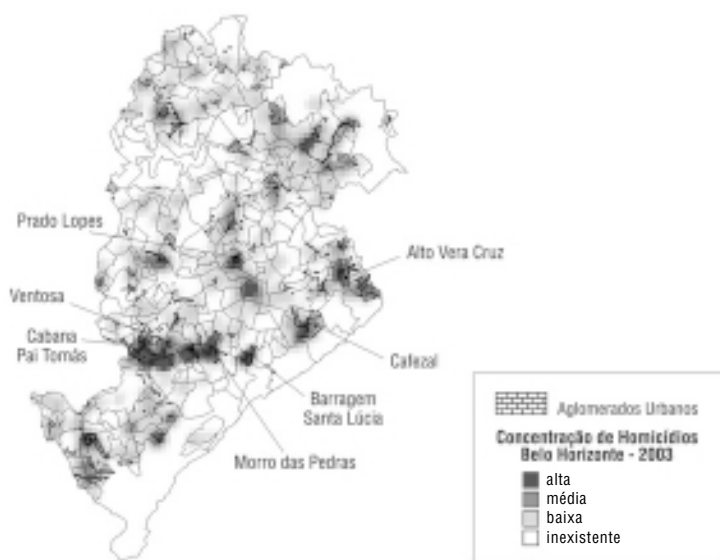 Prado Lopes
Alto Vera Cruz
Ventosa
Cabana
Pai Tomás
Cafezal
Barragem
Santa Lúcia
Morro das Pedras
Aglomerados Urbanos
Concentração de Homicídios
Belo Horizonte - 2003
alta
média
baixa
inexistente